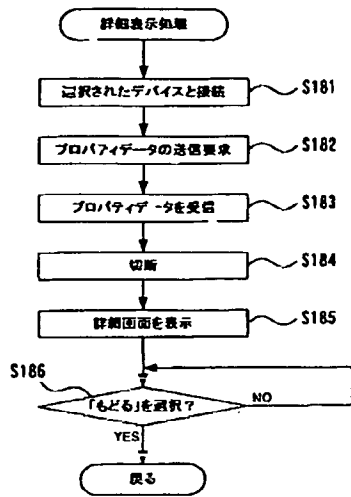 詳細表示処理
選択されたデバイスと接続
S181
プロパティデータの送信要求
S182
プロパティデータを受信
S183
切断
S184
詳細画面を表示
S185
S186
「もどる」を選択?
NO
YES
戻る